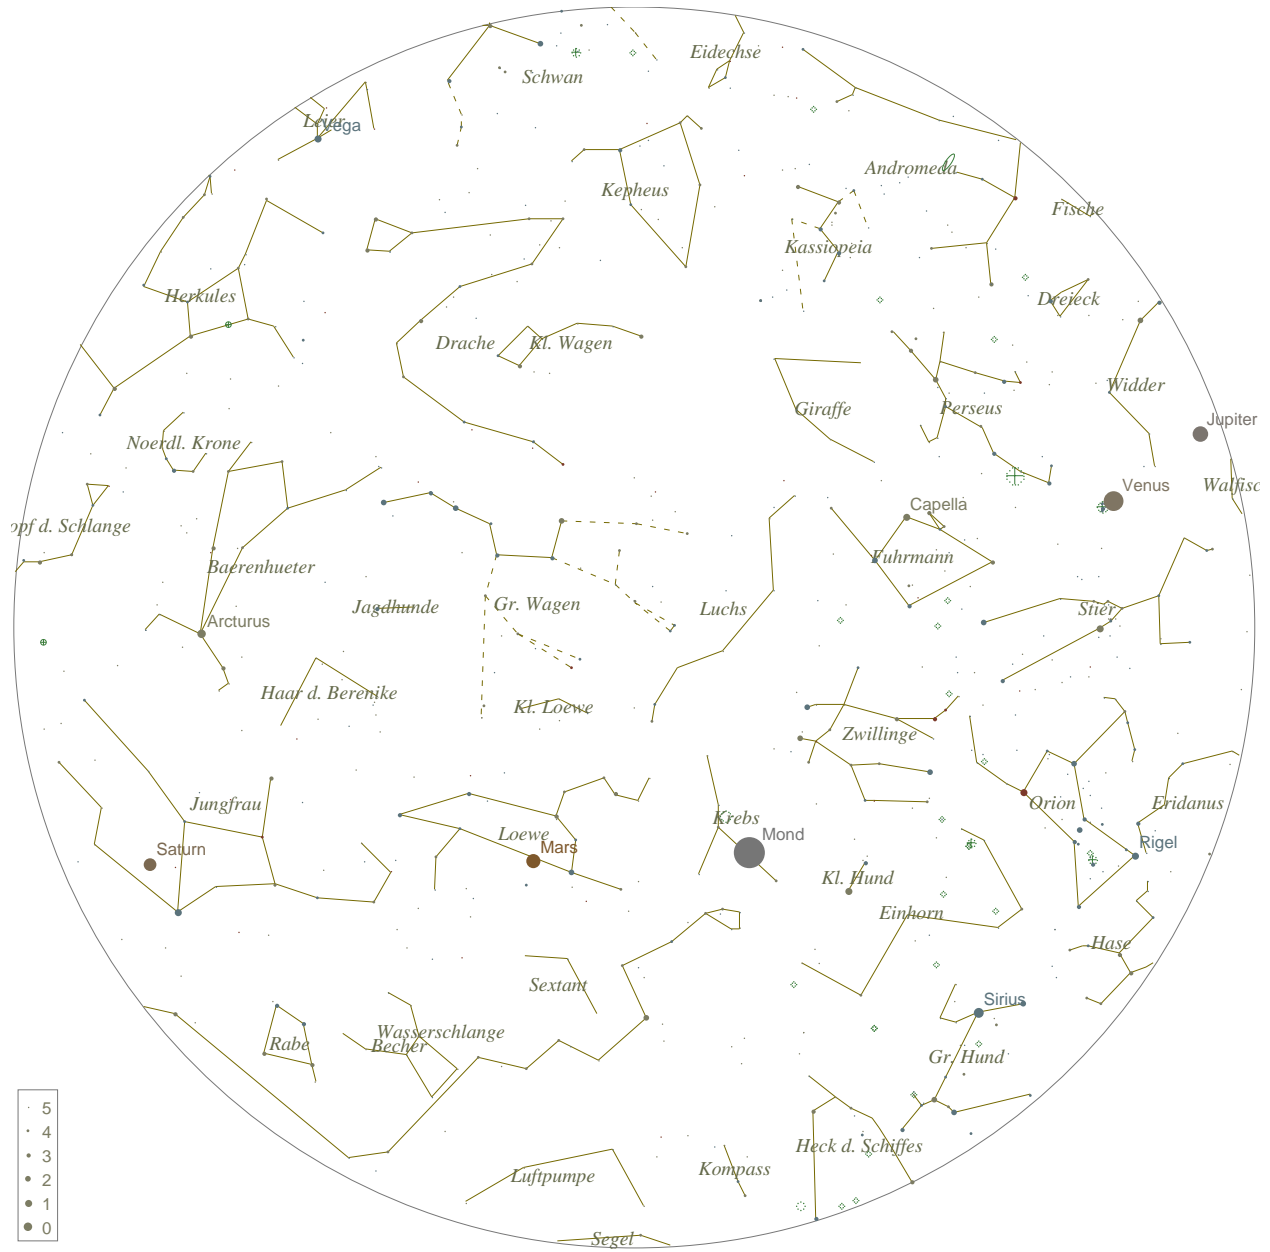 Eidechse
Schwan
Leier
Vega
Andromeda
Kepheus
Fische
Kassiopeia
Herkules
Dreieck
Drache
Kl. Wagen
Widder
Giraffe
Perseus
Jupiter
Noerdl. Krone
Venus
Walfisc
Capella
opf d. Schlange
Fuhrmann
Baerenhueter
Jagdhunde
Gr. Wagen
Luchs
Stier
Arcturus
Haar d. Berenike
Kl. Loewe
Zwillinge
Jungfrau
Orion
Eridanus
Krebs
Loewe
Mond
Rigel
Saturn
Mars
Kl. Hund
Einhorn
Hase
Sextant
Sirius
Wasserschlange
Rabe
Becher
Gr. Hund
5
4
3
2
1
0
Heck d. Schiffes
Kompass
Luftpumpe
Segel